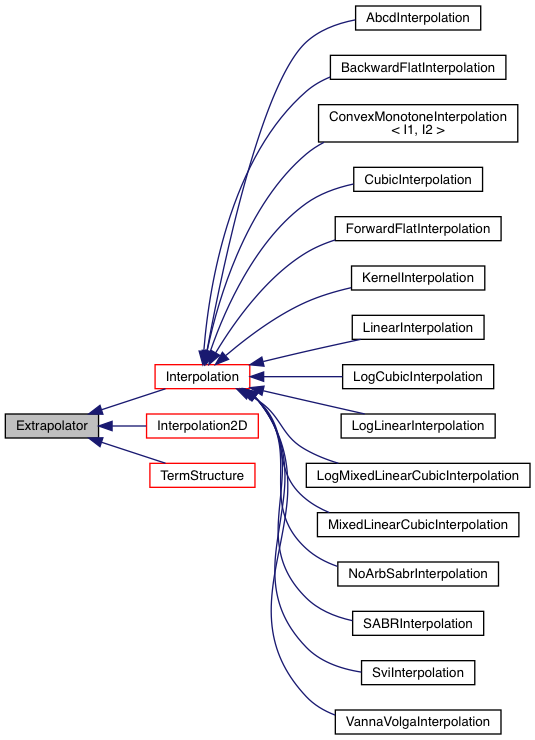 AbcdInterpolation
BackwardFlatInterpolation
ConvexMonotoneInterpolation
< I1, I2 >
CubicInterpolation
ForwardFlatInterpolation
KernelInterpolation
LinearInterpolation
Interpolation
LogCubicInterpolation
Extrapolator
Interpolation2D
LogLinearInterpolation
TermStructure
LogMixedLinearCubicInterpolation
MixedLinearCubicInterpolation
NoArbSabrInterpolation
SABRInterpolation
SviInterpolation
VannaVolgaInterpolation